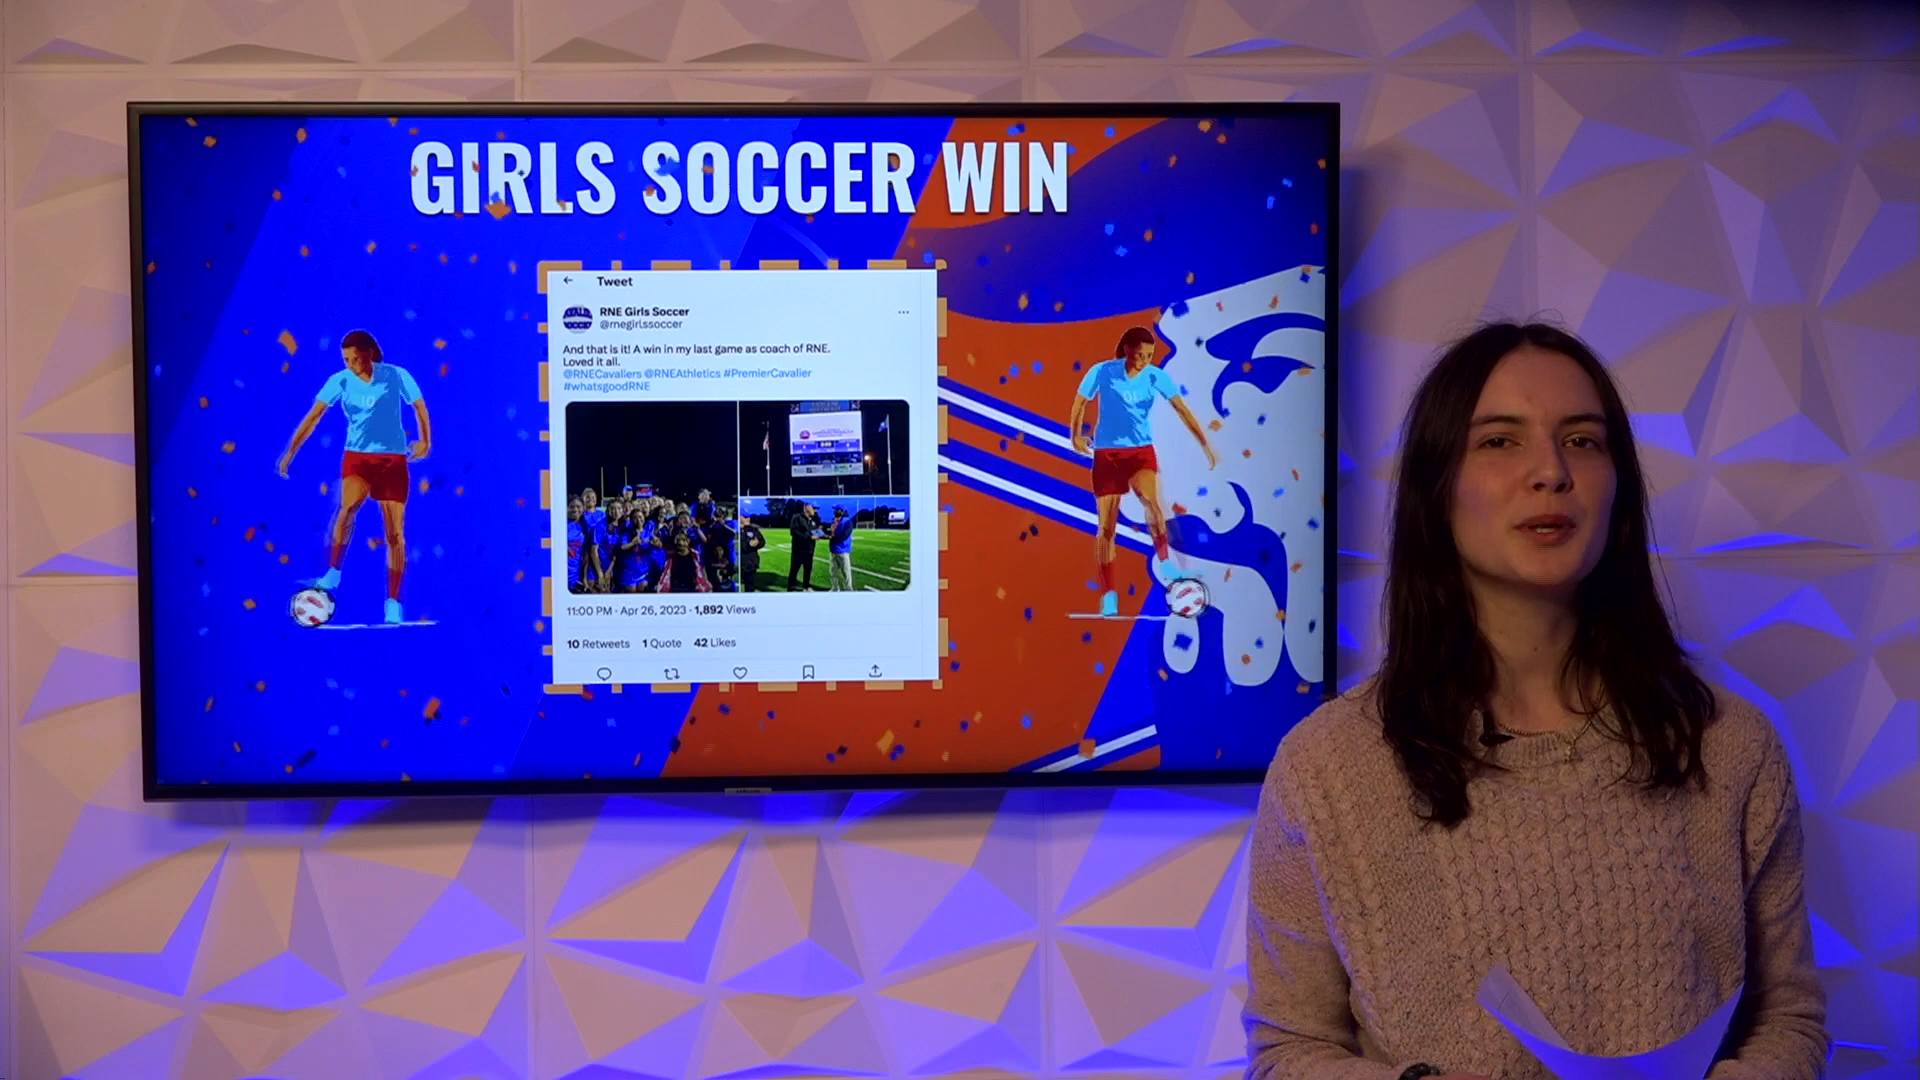 GIRLS SOCCER WIN
Tweet
RNE Girls Soccer
@rnegirlssoccer
And that is it! A win in my last game as coach of RNE.
Loved it all.
@RNECavaliers @RNEAthletics #PremierCavalier
#whatsgoodRNE
11:00 PM · Apr 26, 2023 · 1,892 Views
10 Retweets 1 Quote 42 Likes
SAMSUNG